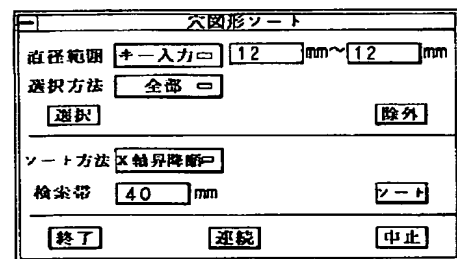 穴図形ソート
直径範囲 キー入力 12 mm~12 mm
選択方法 全部
選択 除外
ソート方法 X軸昇降順
検索帯 40 mm ソート
終了 連続 中止